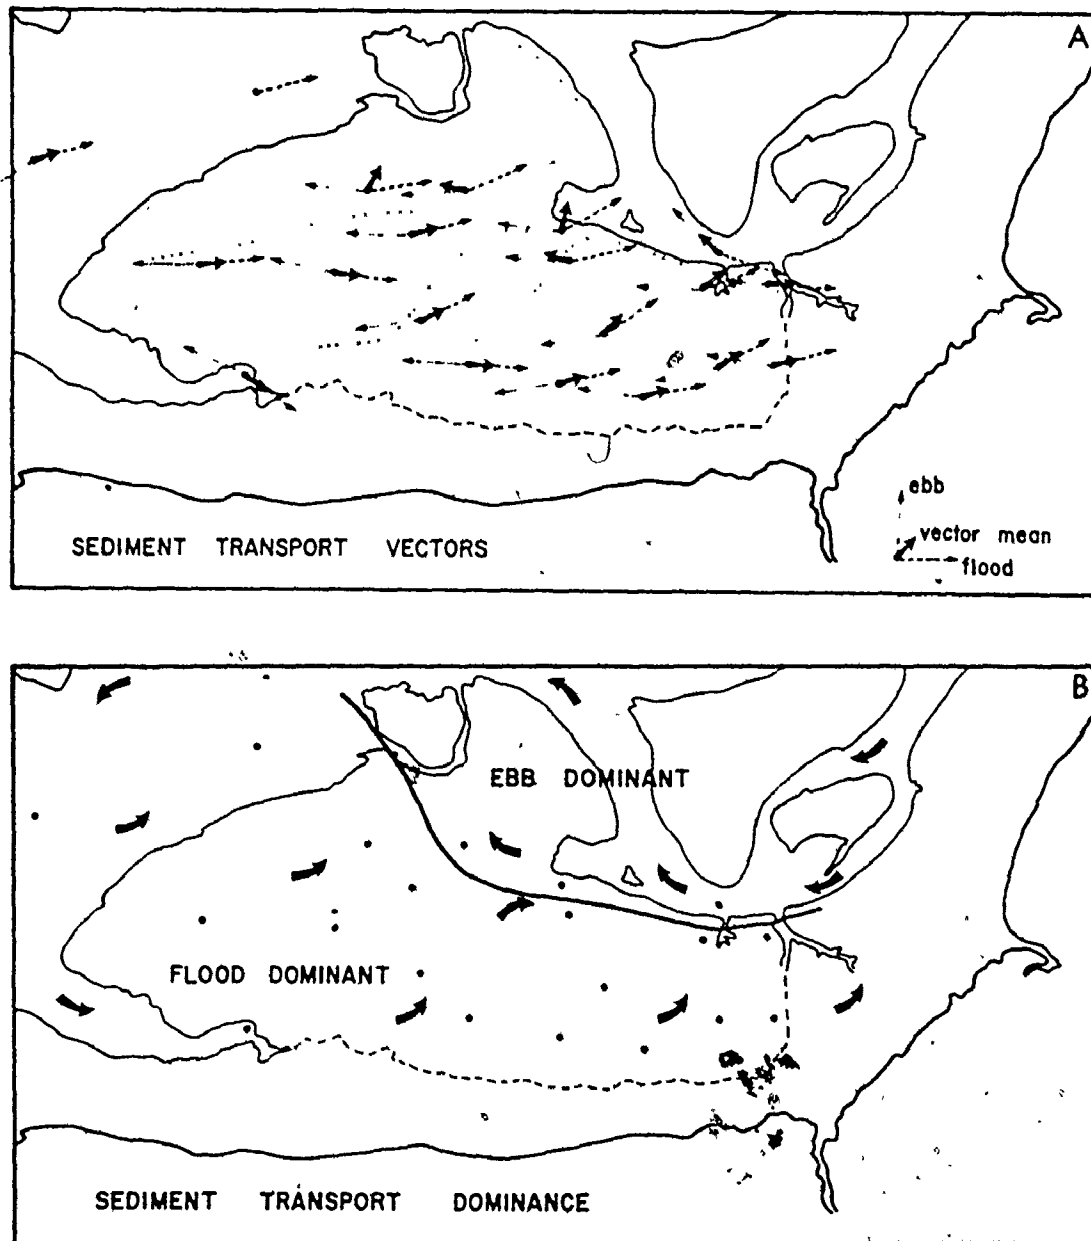 A
ebb
vector mean
flood
SEDIMENT TRANSPORT VECTORS
B
EBB DOMINANT
FLOOD DOMINANT
SEDIMENT TRANSPORT DOMINANCE